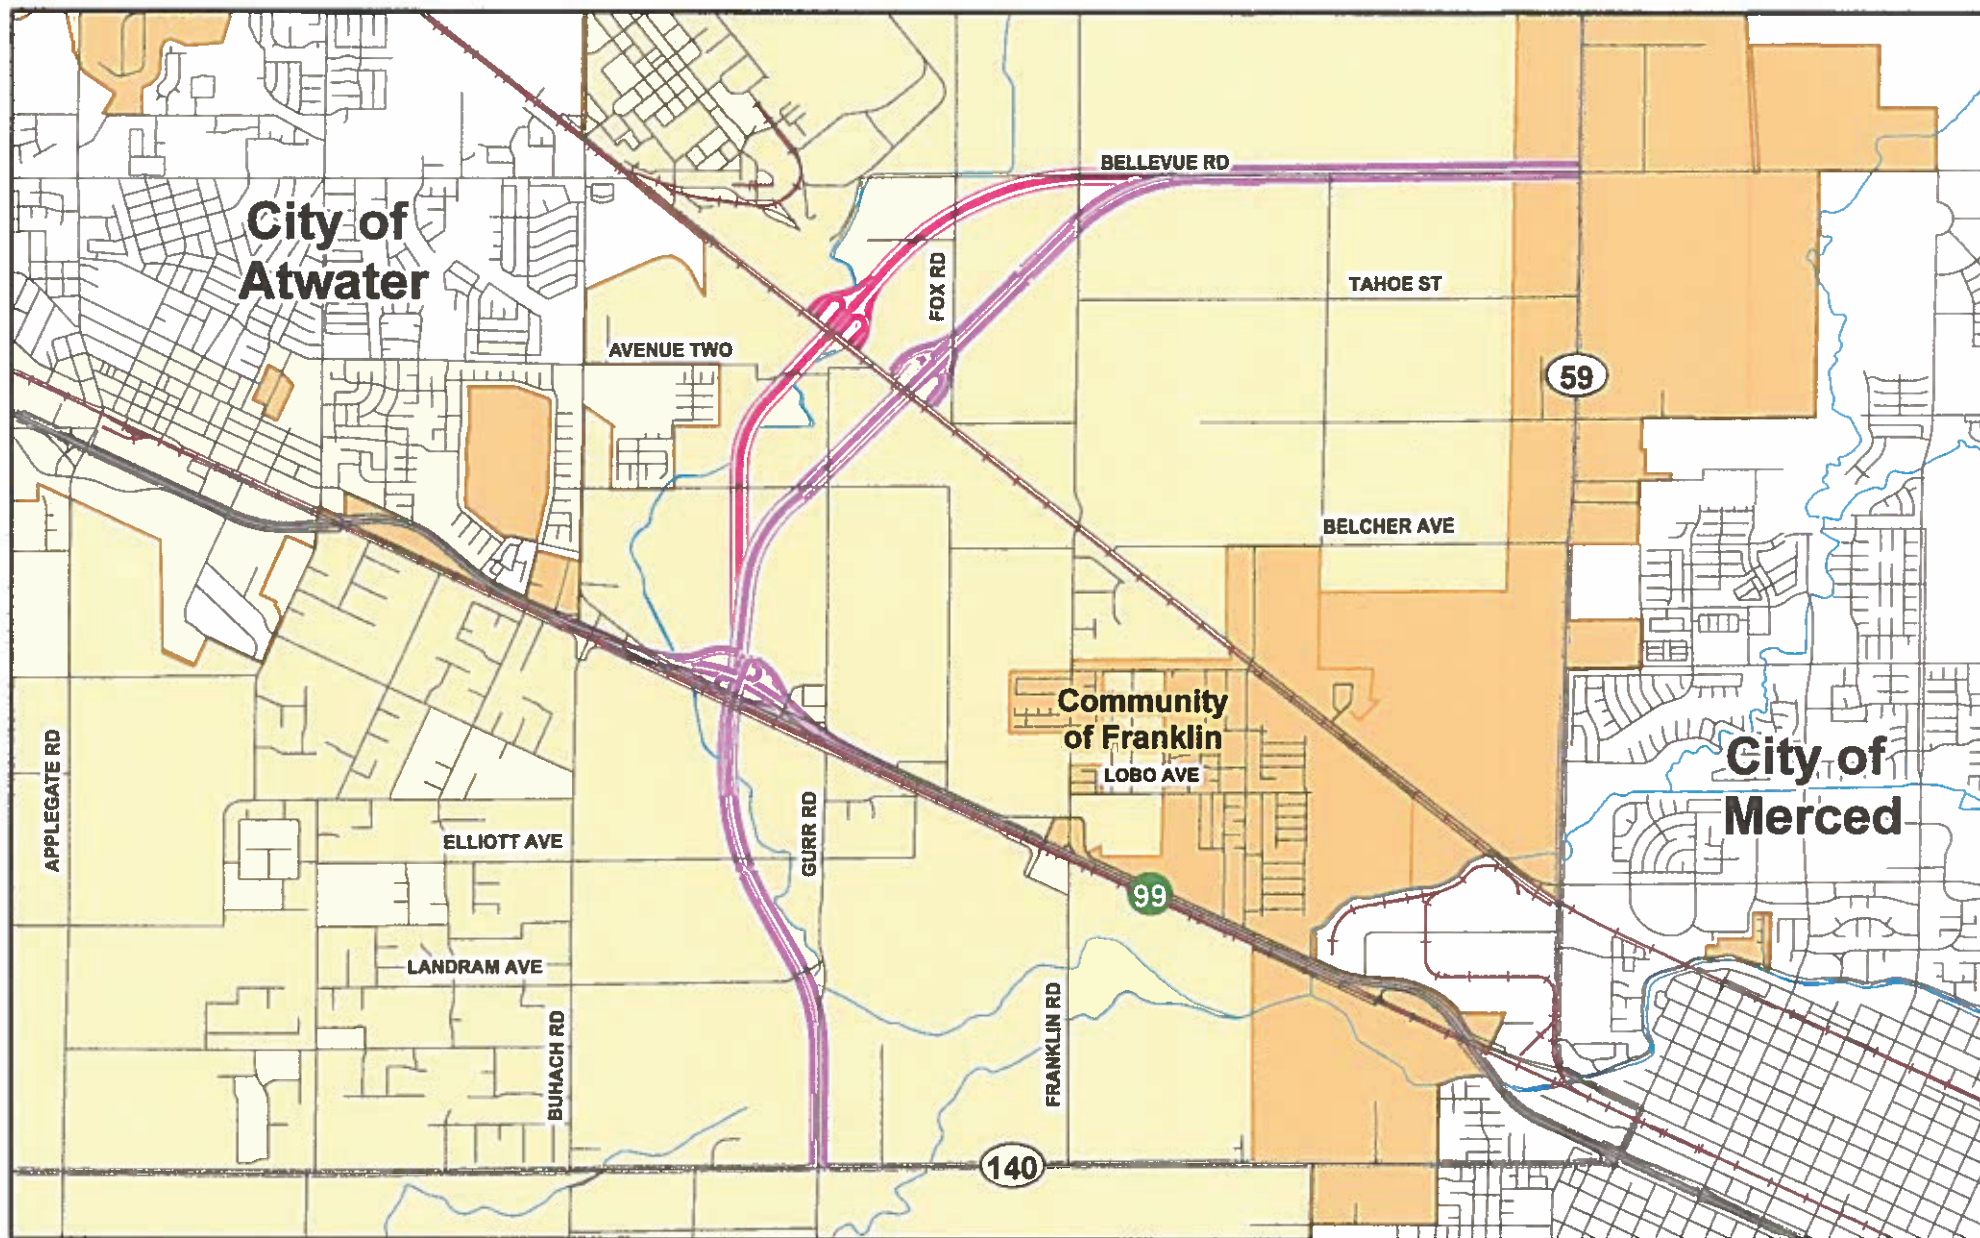 BELLEVUE RD
City of
Atwater
FOX RD
TAHOE ST
AVENUE TWO
59
BELCHER AVE
Community
of Franklin
LOBO AVE
City of
Merced
APPLEGATE RD
ELLIOTT AVE
GURR RD
99
LANDRAM AVE
BUHACH RD
FRANKLIN RD
140